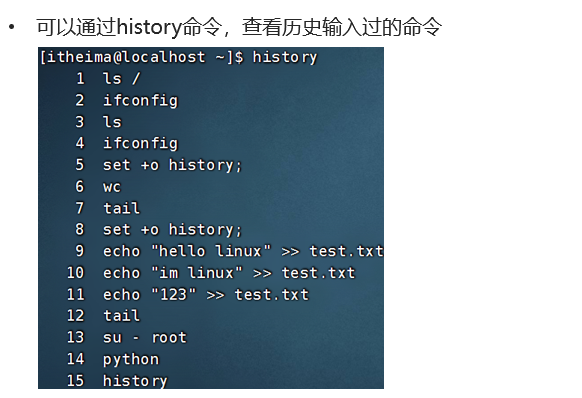 • 可以通过history命令，查看历史输入过的命令
[itheima@localhost ~]$ history
1 ls /
2 ifconfig
3 ls
4 ifconfig
5 set +o history;
6 wc
7 tail
8 set +o history;
9 echo "hello linux" >> test.txt
10 echo "im linux" >> test.txt
11 echo "123" >> test.txt
12 tail
13 su - root
14 python
15 history